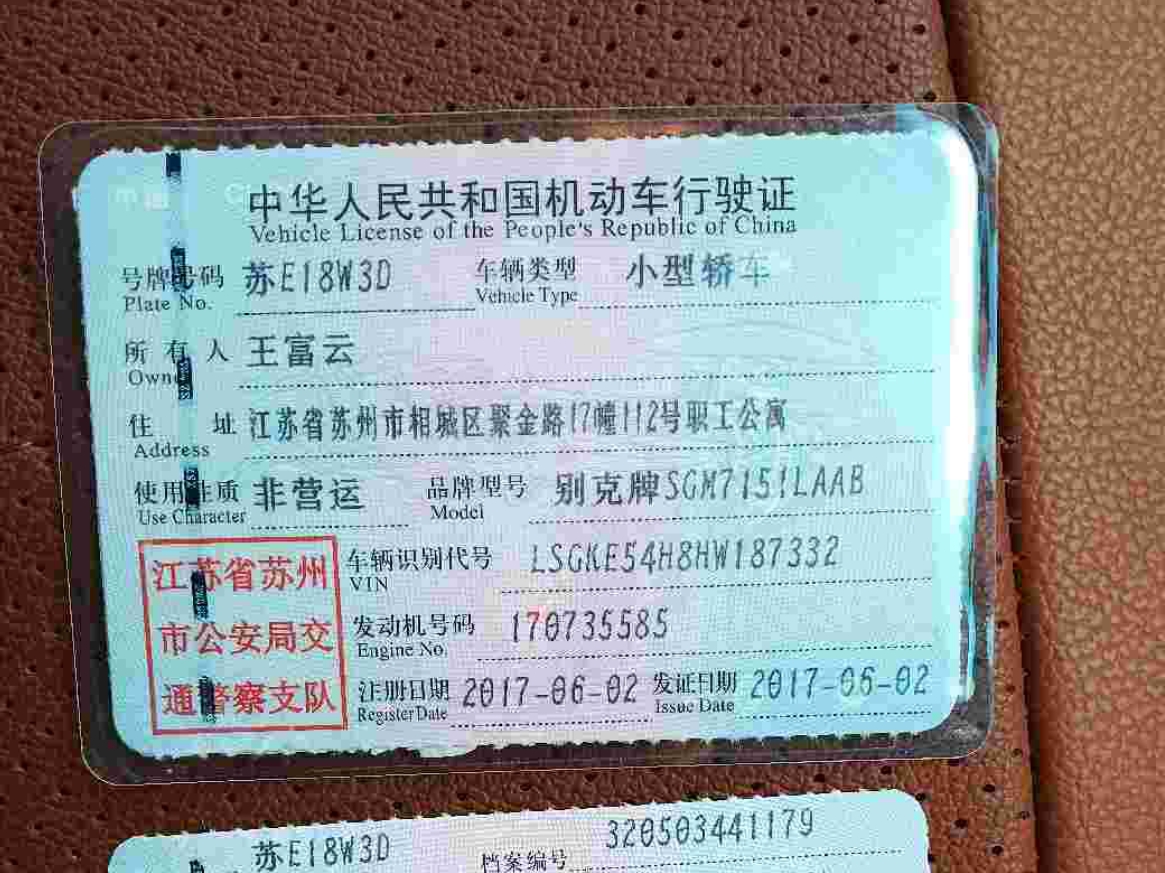 中华人民共和国机动车行驶证
Vehicle License of the People's Republic of China
号牌号码 苏E18W3D 车辆类型 小型轿车
Plate No. Vehicle Type
所有人 王富云
Owner
住址 江苏省苏州市相城区聚金路17幢112号职工公寓
Address
使用性质 非营运 品牌型号 别克牌SGM7151LAAB
Use Character Model
江苏省苏州 车辆识别代号 LSGKE54H8HW187332
VIN
市公安局交 发动机号码 170735585
Engine No.
通警察支队 注册日期 2017-06-02 发证日期 2017-06-02
Register Date Issue Date
苏E18W3D 档案编号 320503441179